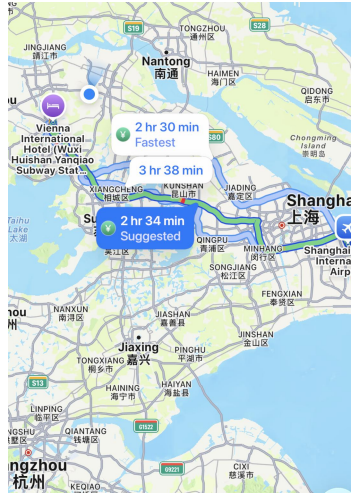 S19
TONGZHOU
通州区
S28
JINGJIANG
靖江市
Nantong
南通
HAIMEN
海门区
QIDONG
启东市
2 hr 30 min
Fastest
S80
Chongming
Island
崇明岛
Vienna
International
Hotel (Wuxi
Huishan Yanqiao
Subway Stat...
3 hr 38 min
XIANGCHENG
相城区
KUNSHAN
昆山市
JIADING
嘉定区
Shangha
上海
Taihu
Lake
太湖
Su
2 hr 34 min
Suggested
吴江区
QINGPU
青浦区
MINHANG
闵行区
Shanghai
Interna
Airp
SONGJIANG
松江区
FENGXIAN
奉贤区
NANXUN
南浔区
JIASHAN
嘉善县
JINSHAN
金山区
Jiaxing
嘉兴
PINGHU
平湖市
TONGXIANG
桐乡市
S13
HAINING
海宁市
HAIYAN
海盐县
LINPING
临平区
QIANTANG
钱塘区
G1522
ngzhou
杭州
CIXI
慈溪市
G9221
KEQIAO